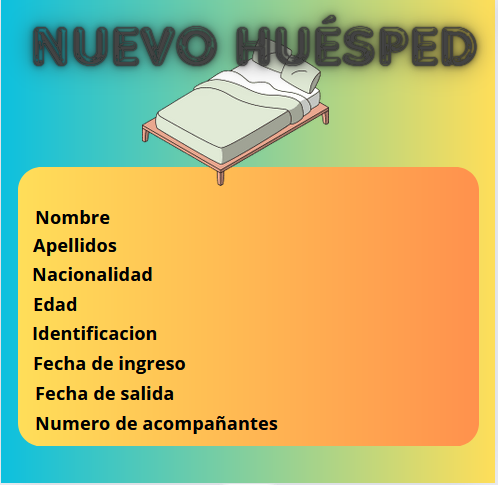 NUEVO HUÉSPED
Nombre
Apellidos
Nacionalidad
Edad
Identificacion
Fecha de ingreso
Fecha de salida
Numero de acompañantes